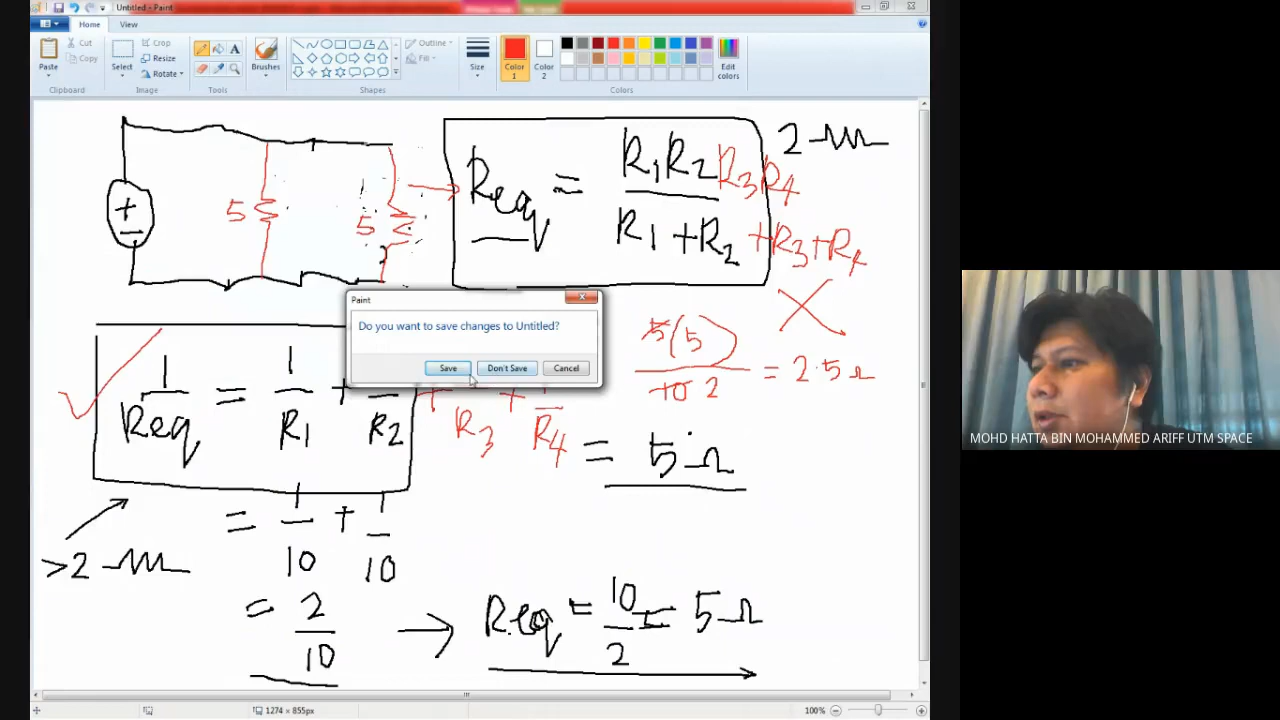 Untitled - Paint
Home View
Paste Cut Copy Select Crop Resize Rotate Brushes Outline Fill Size Color 1 Color 2 Edit colors
Clipboard Image Tools Shapes Colors
+ - 5 5
Req = R1R2R3R4 / R1+R2+R3+R4
2
Paint
Do you want to save changes to Untitled?
Save Don't Save Cancel
5(5) / 10 2 = 2.5Ω
1/Req = 1/R1 + 1/R2 + 1/R3 + 1/R4
= 5Ω
= 1/10 + 1/10
>2
= 2/10 → Req = 10/2 = 5Ω
MOHD HATTA BIN MOHAMMED ARIFF UTM SPACE
1274 × 855px
100%